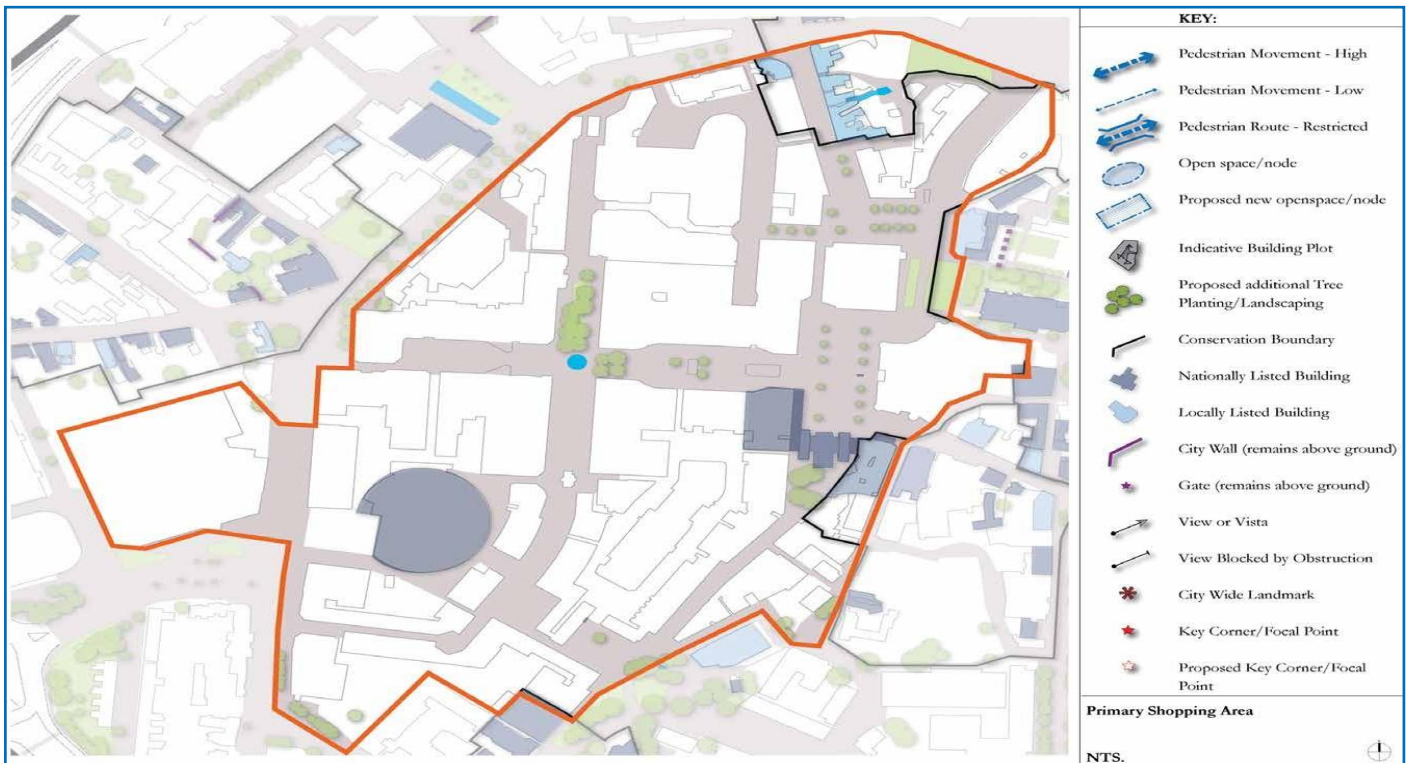 KEY:
Pedestrian Movement - High
Pedestrian Movement - Low
Pedestrian Route - Restricted
Open space/node
Proposed new openspace/node
Indicative Building Plot
Proposed additional Tree
Planting/Landscaping
Conservation Boundary
Nationally Listed Building
Locally Listed Building
City Wall (remains above ground)
Gate (remains above ground)
View or Vista
View Blocked by Obstruction
City Wide Landmark
Key Corner/Focal Point
Proposed Key Corner/Focal
Point
Primary Shopping Area
NTS.